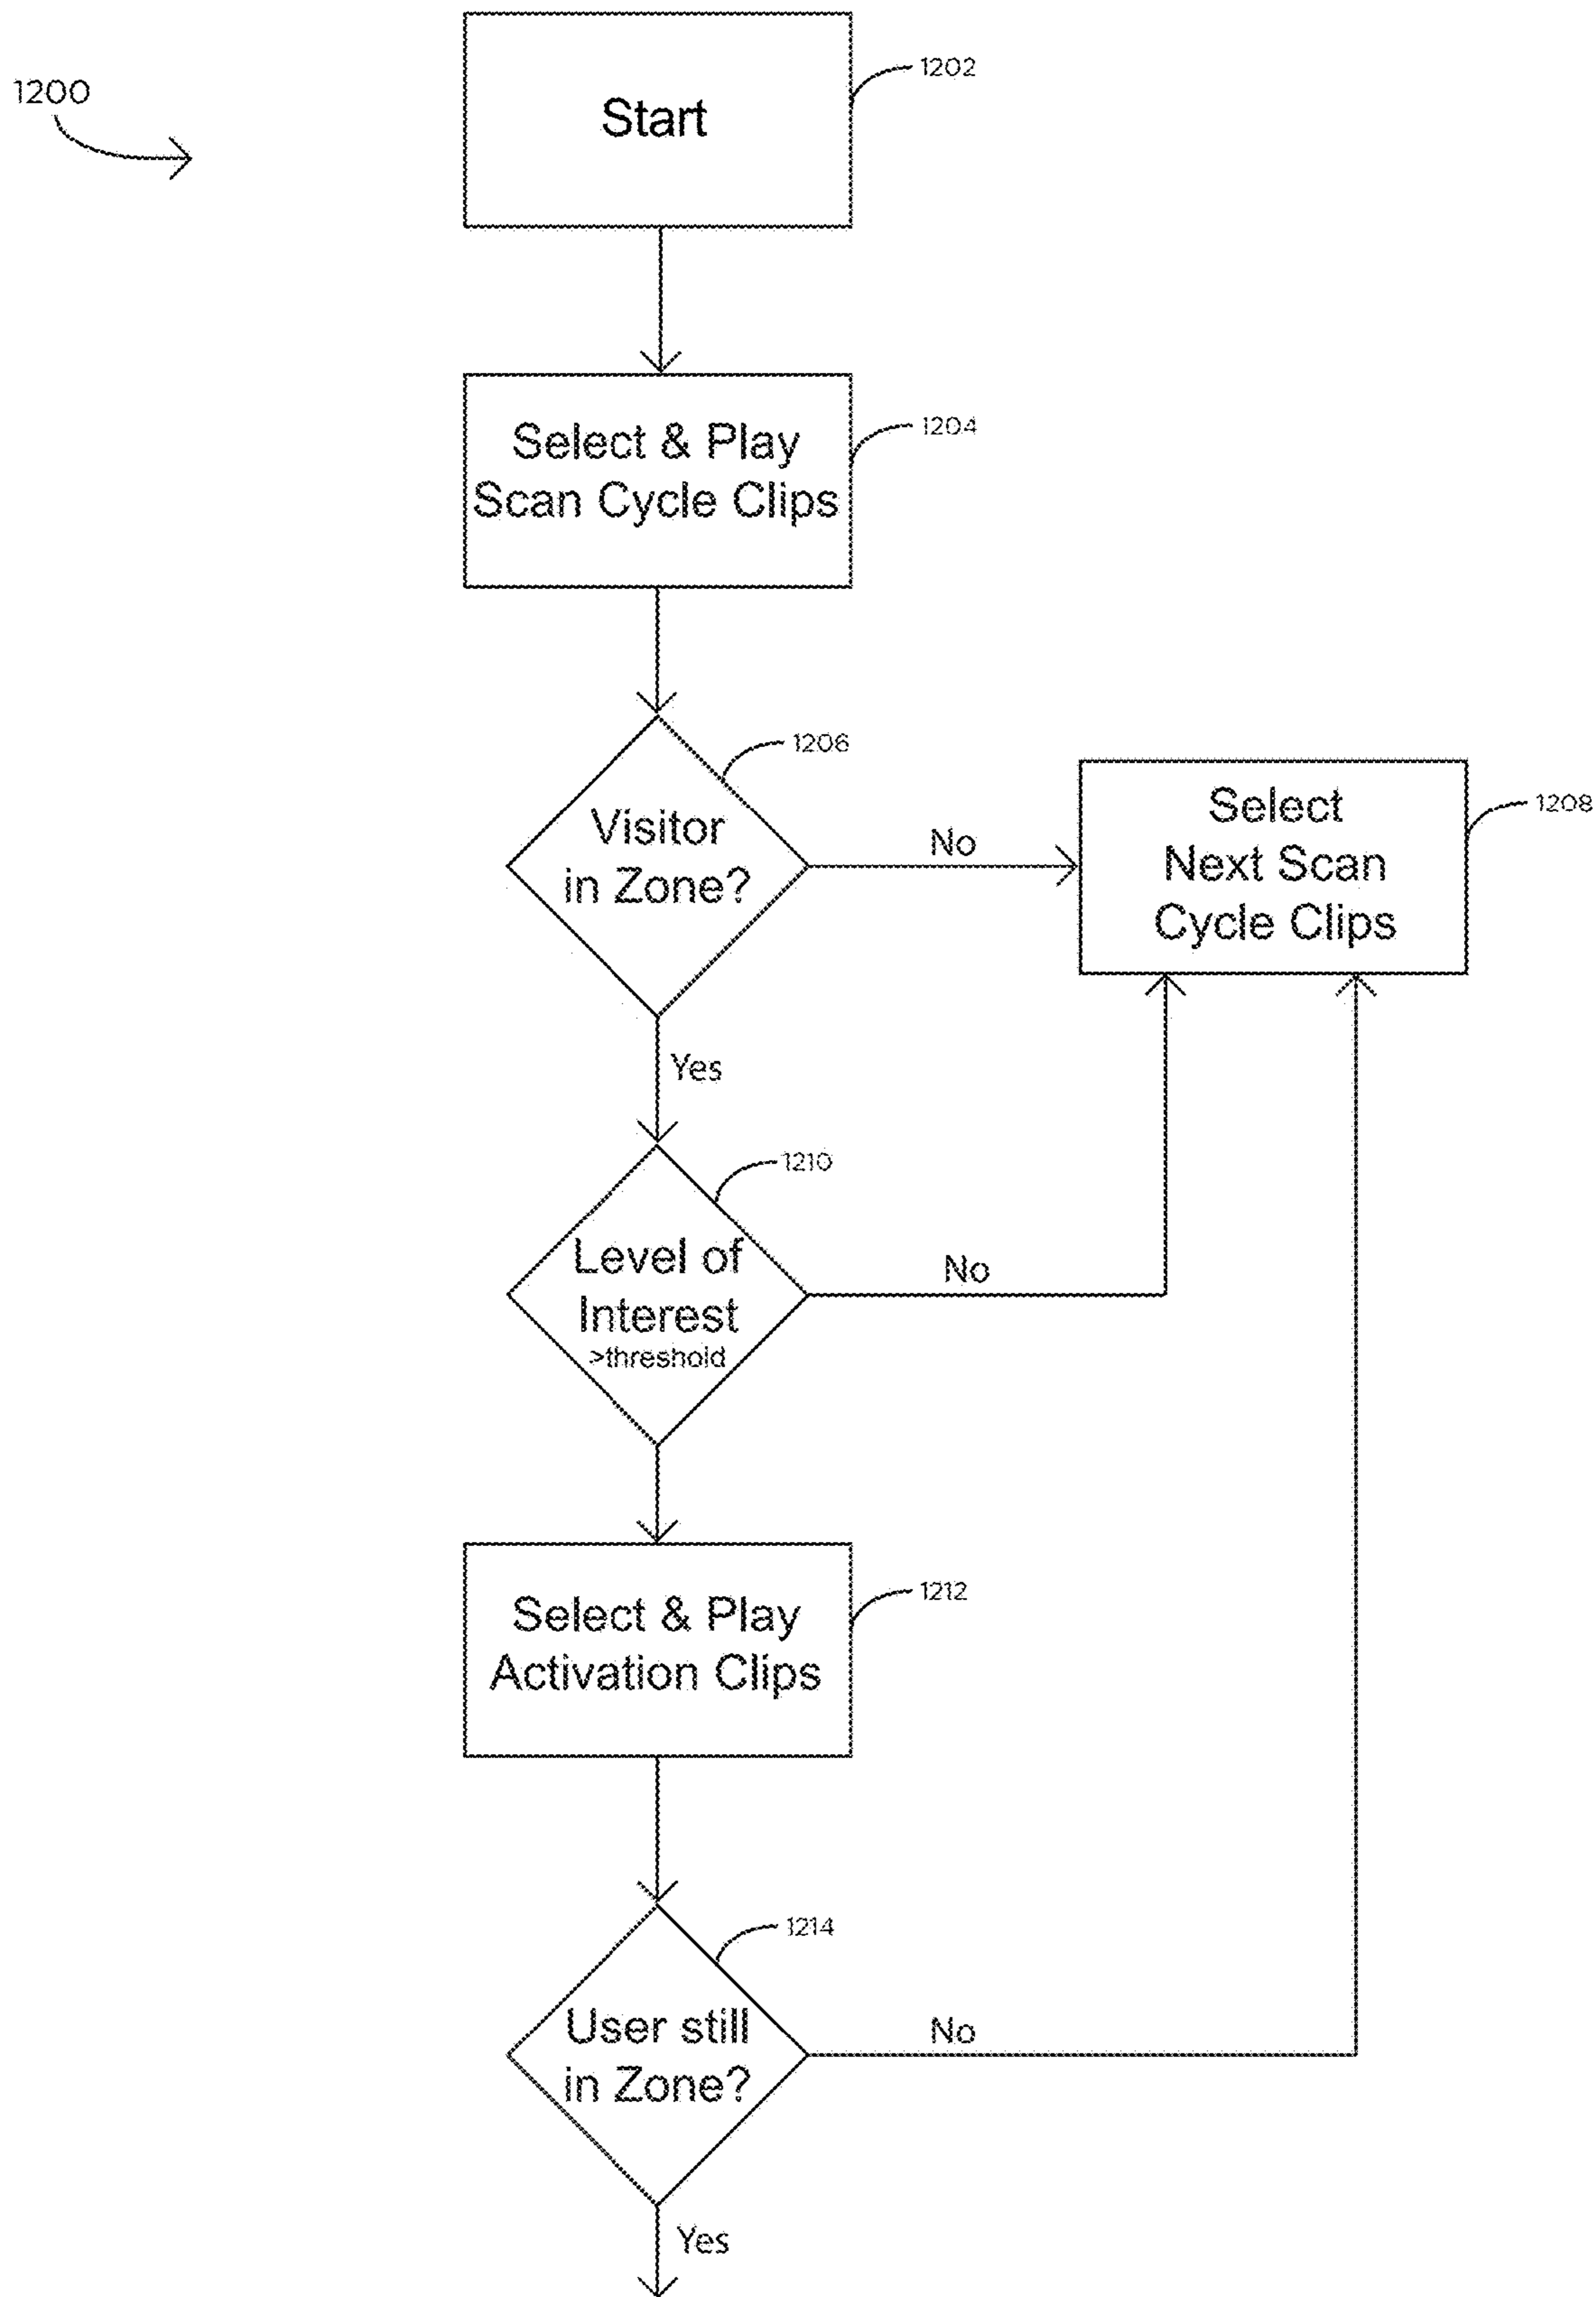 1200
Start
1202
Select & Play
Scan Cycle Clips
1204
Visitor
in Zone?
1206
No
Select
Next Scan
Cycle Clips
1208
Yes
Level of
Interest
>threshold
1210
No
Select & Play
Activation Clips
1212
User still
in Zone?
1214
No
Yes